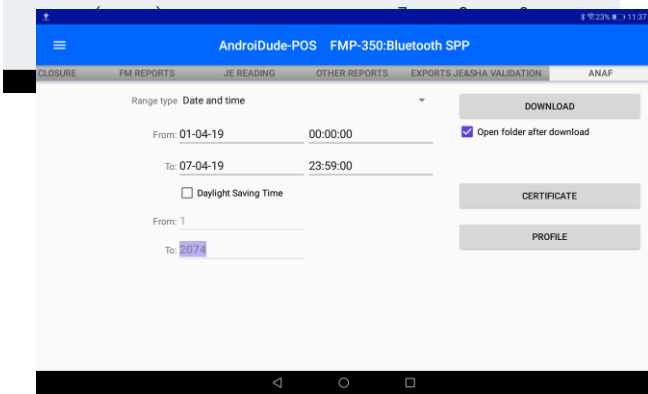 23% 11:37
AndroiDude-POS FMP-350:Bluetooth SPP
CLOSURE FM REPORTS JE READING OTHER REPORTS EXPORTS JE&SHA VALIDATION ANAF
Range type Date and time DOWNLOAD
From: 01-04-19 00:00:00 Open folder after download
To: 07-04-19 23:59:00
Daylight Saving Time CERTIFICATE
From: 1
PROFILE
To: 2074